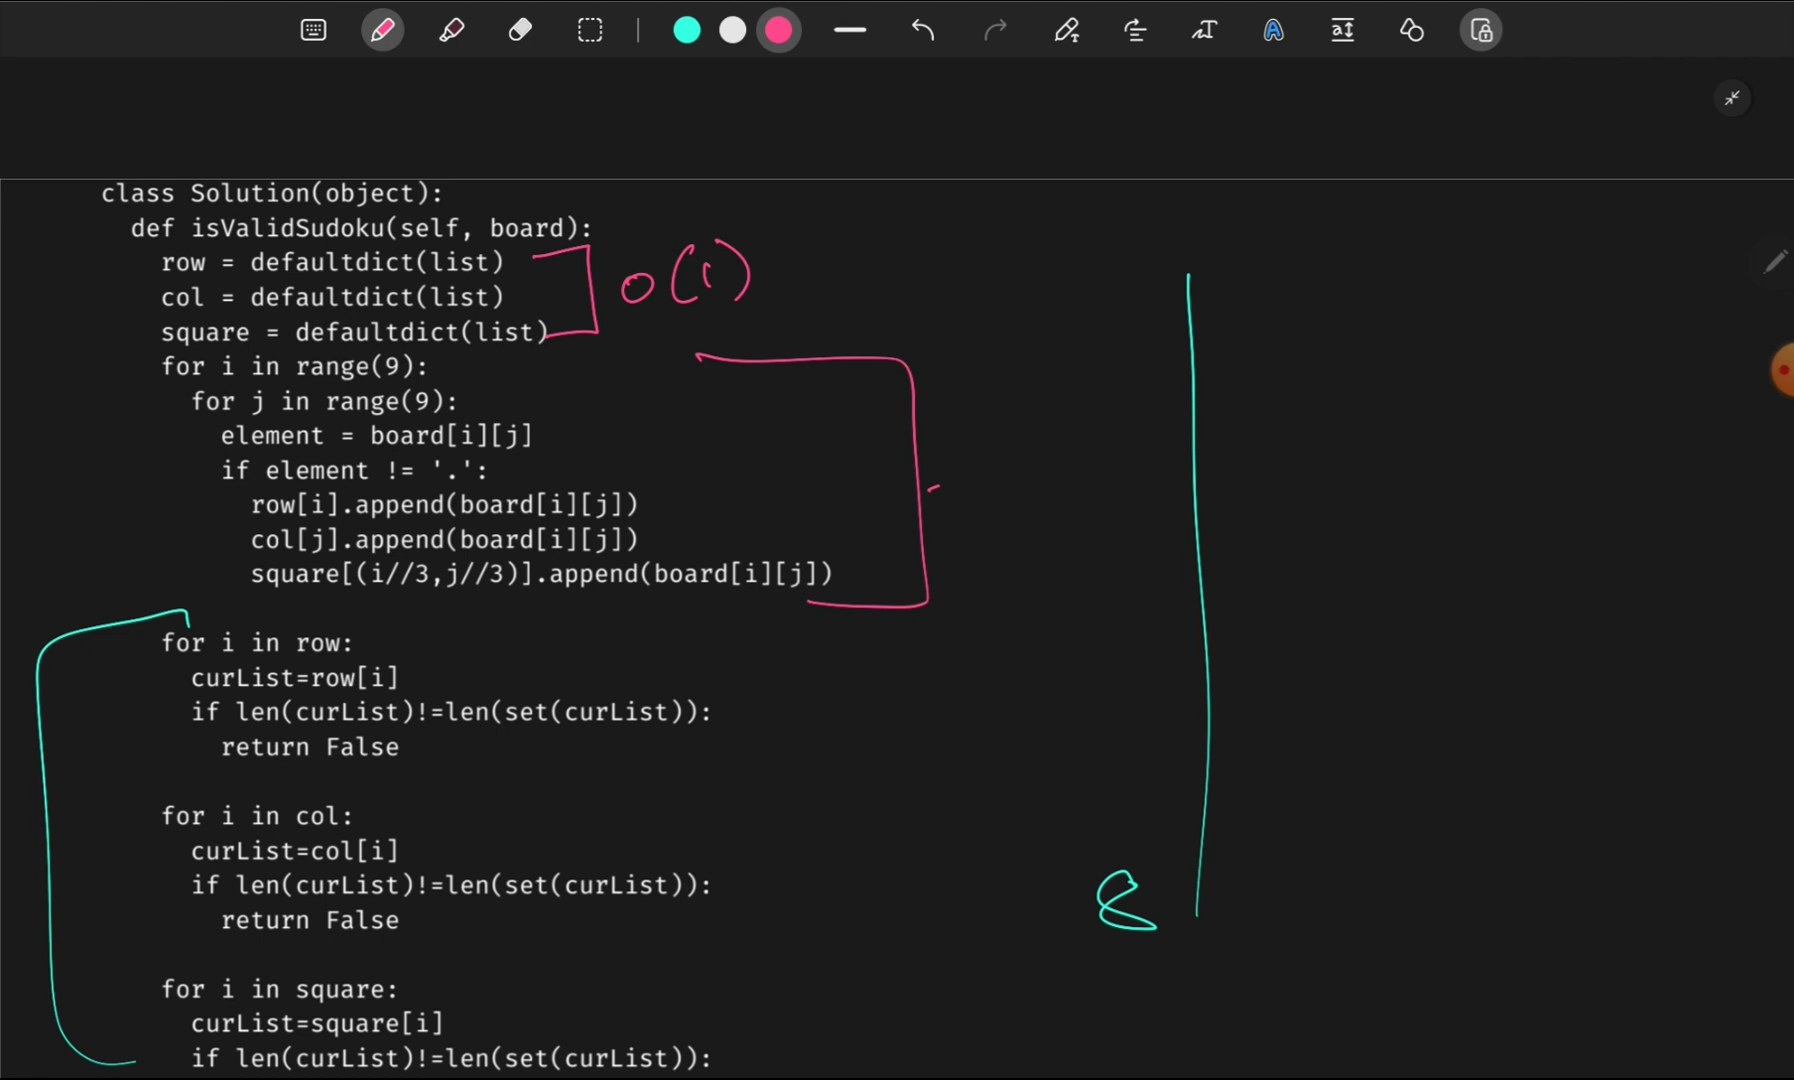 class Solution(object):
def isValidSudoku(self, board):
row = defaultdict(list)
col = defaultdict(list)
square = defaultdict(list)
O(1)
for i in range(9):
for j in range(9):
element = board[i][j]
if element != '.':
row[i].append(board[i][j])
col[j].append(board[i][j])
square[(i//3,j//3)].append(board[i][j])
for i in row:
curList=row[i]
if len(curList)!=len(set(curList)):
return False
for i in col:
curList=col[i]
if len(curList)!=len(set(curList)):
return False
for i in square:
curList=square[i]
if len(curList)!=len(set(curList)):